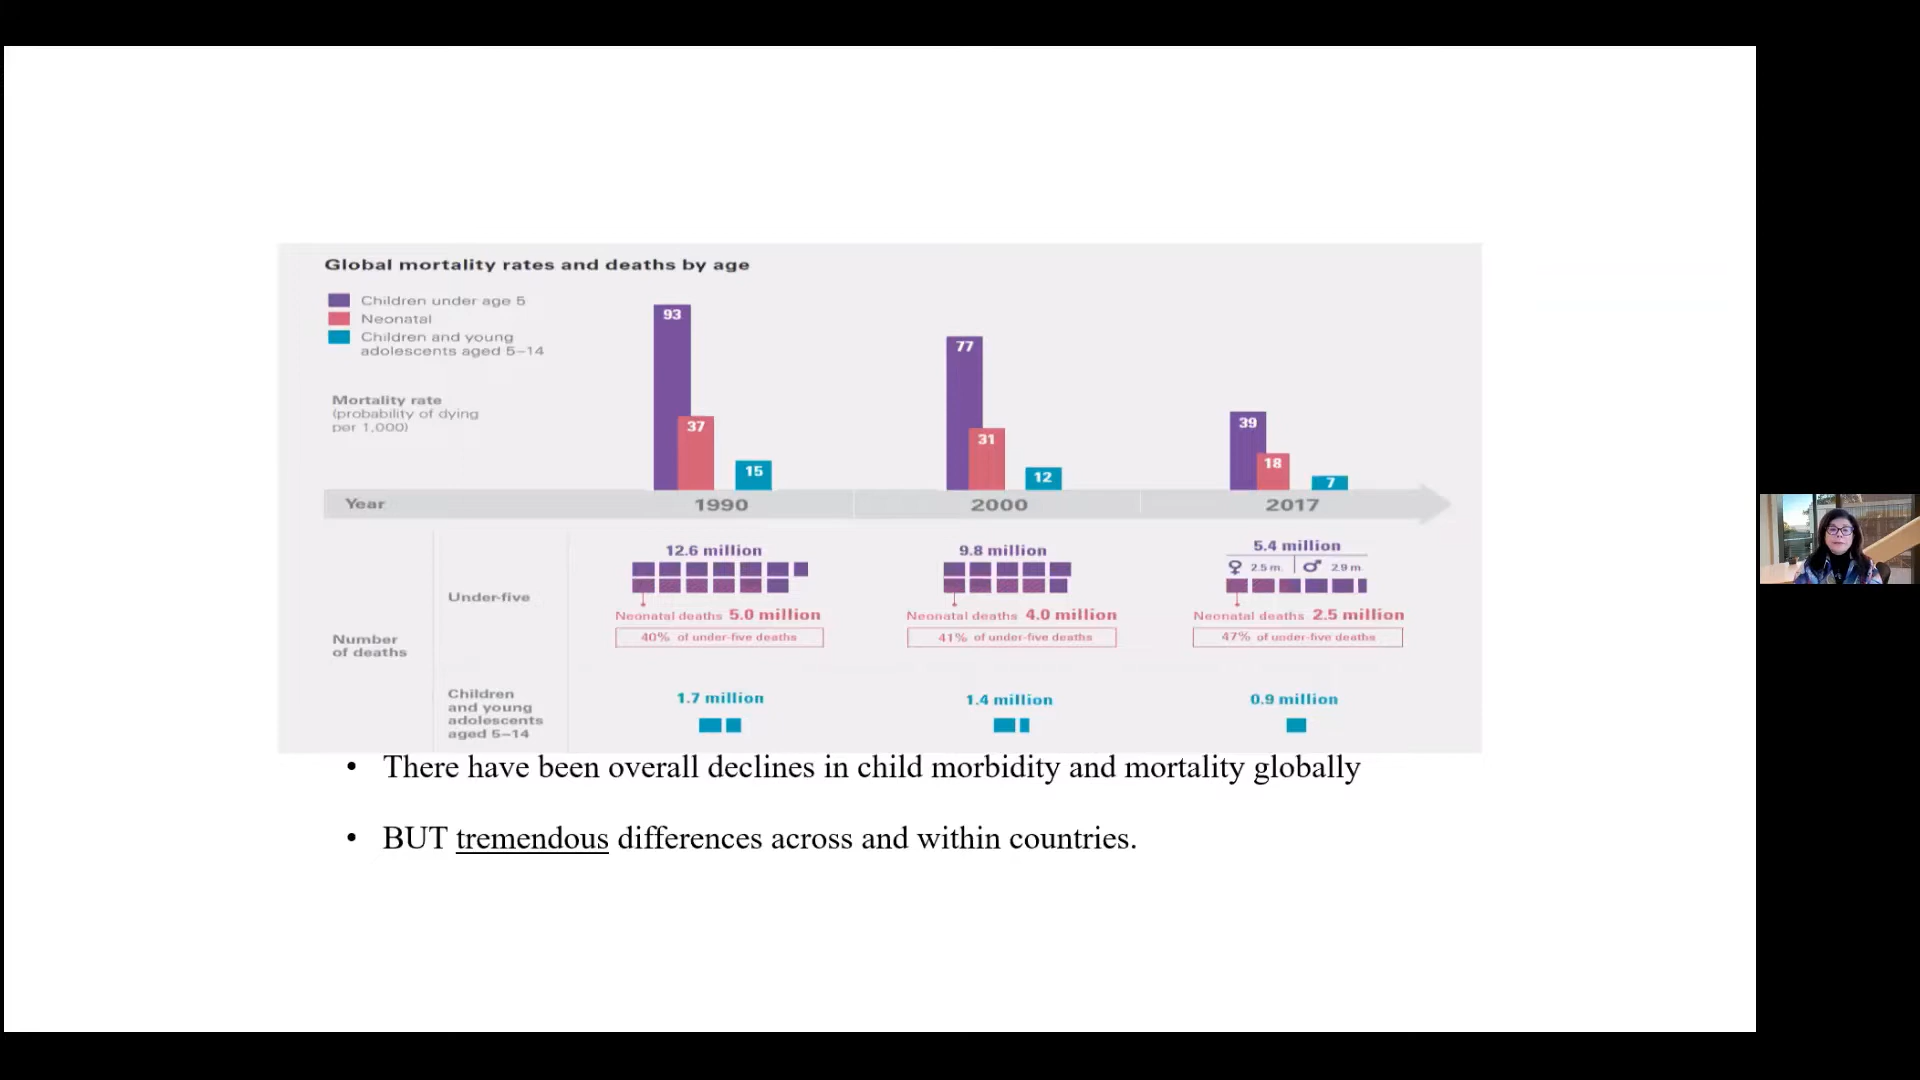 Global mortality rates and deaths by age
Children under age 5
Neonatal
Children and young
adolescents aged 5–14
Mortality rate
(probability of dying
per 1,000)
93
37
15
77
31
12
39
18
7
Year
1990
2000
2017
Number
of deaths
Under-five
12.6 million
Neonatal deaths 5.0 million
40% of under-five deaths
9.8 million
Neonatal deaths 4.0 million
41% of under-five deaths
5.4 million
♀ 2.5 m. ♂ 2.9 m
Neonatal deaths 2.5 million
47% of under-five deaths
Children
and young
adolescents
aged 5–14
1.7 million
1.4 million
0.9 million
• There have been overall declines in child morbidity and mortality globally
• BUT tremendous differences across and within countries.